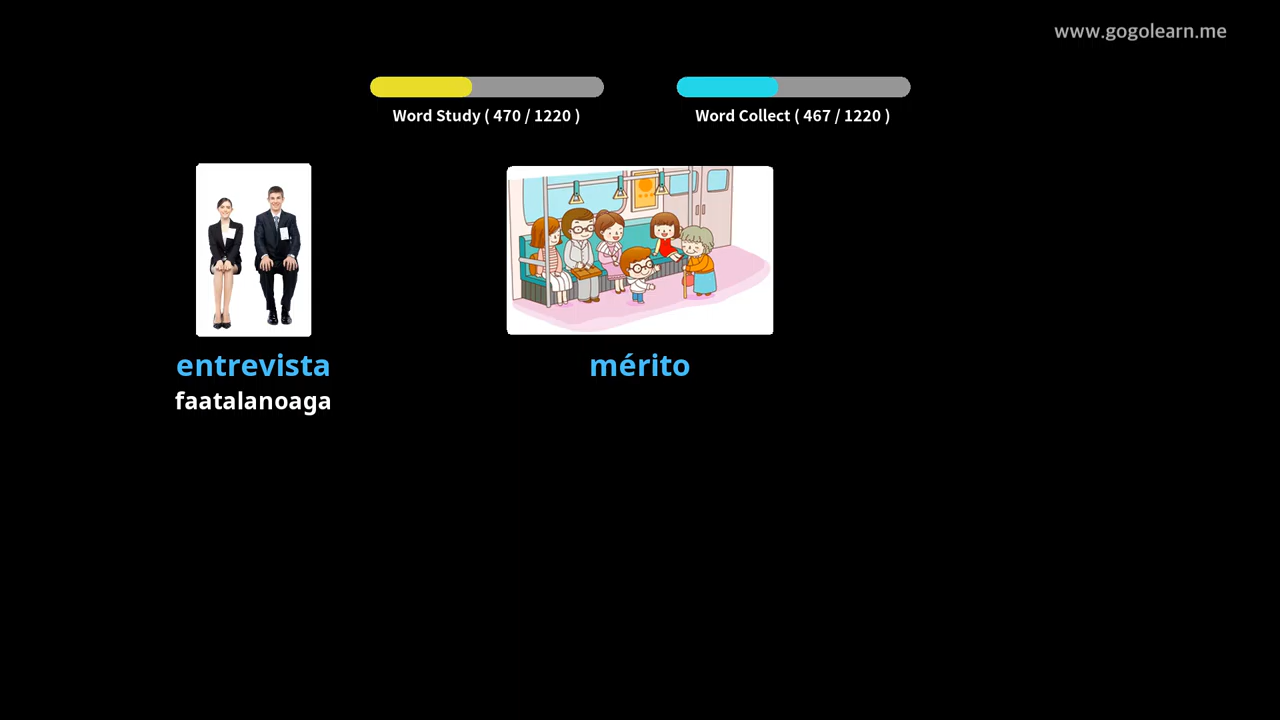 www.gogolearn.me
Word Study ( 470 / 1220 )
Word Collect ( 467 / 1220 )
entrevista
faatalanoaga
mérito